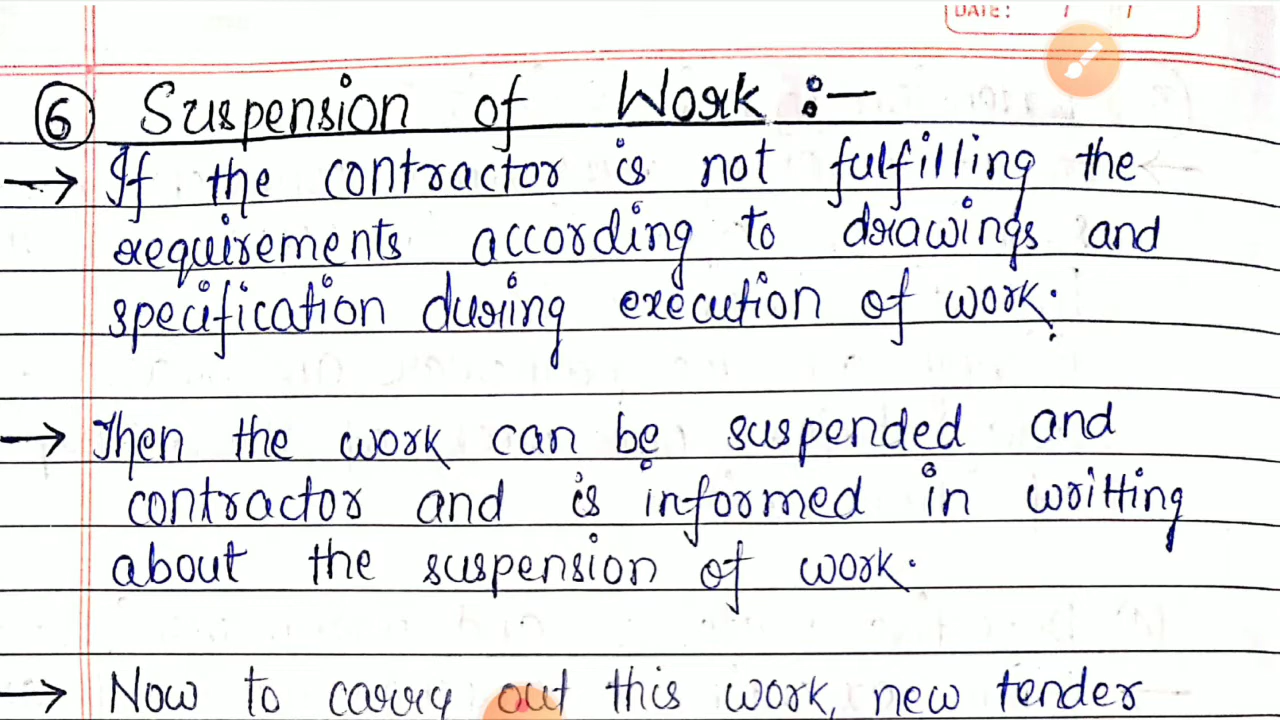 DATE: / /
⑥ Suspension of Work :-
→ If the contractor is not fulfilling the
requirements according to drawings and
specification during execution of work.
→ Then the work can be suspended and
contractor and is informed in writting
about the suspension of work.
→ Now to carry out this work, new tender